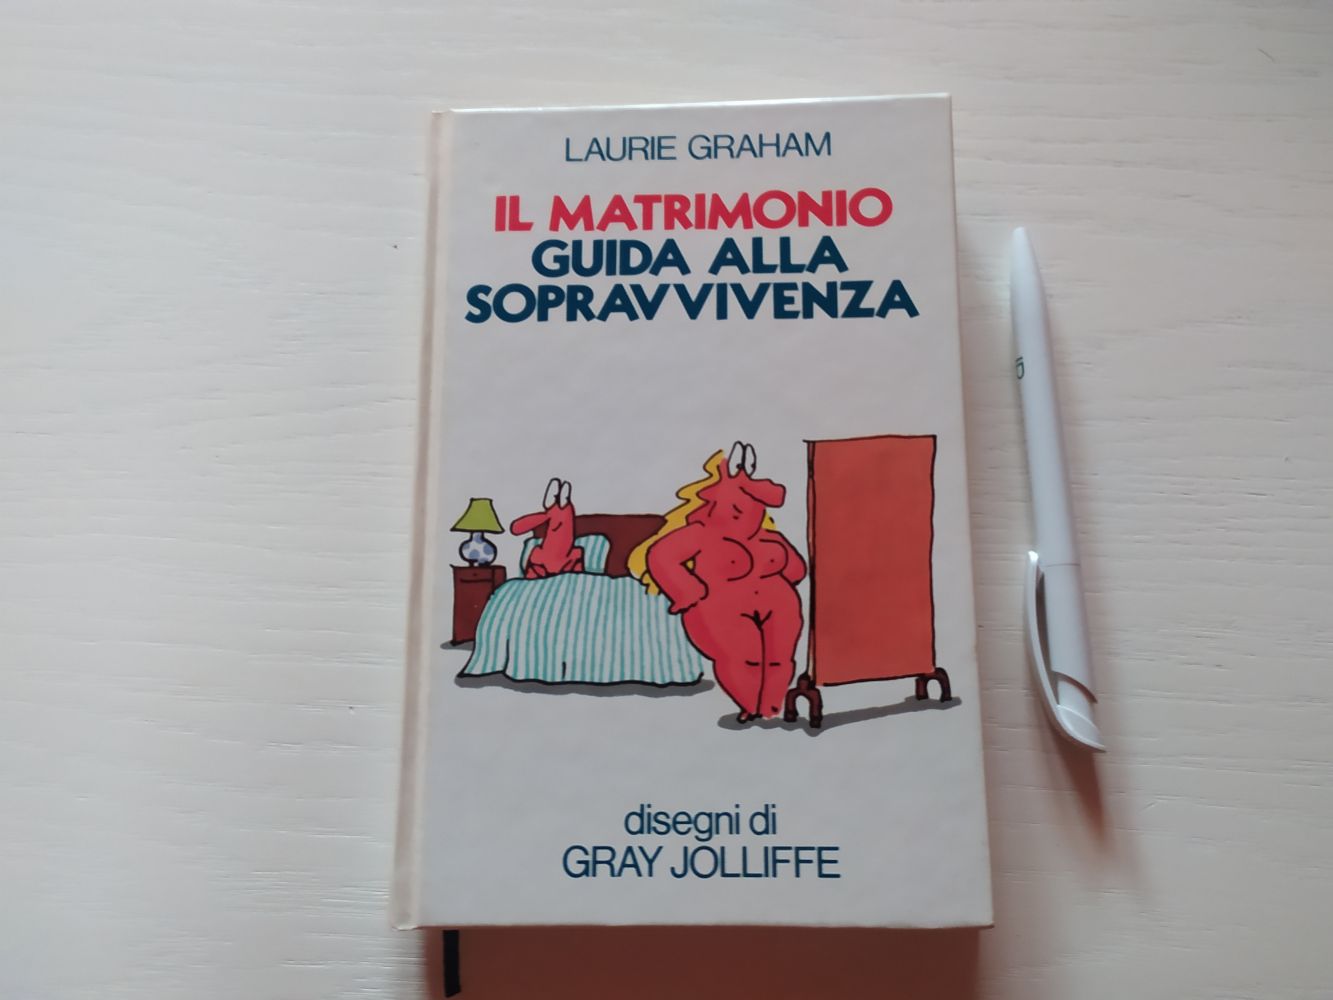 LAURIE GRAHAM
IL MATRIMONIO
GUIDA ALLA
SOPRAVVIVENZA
disegni di
GRAY JOLLIFFE